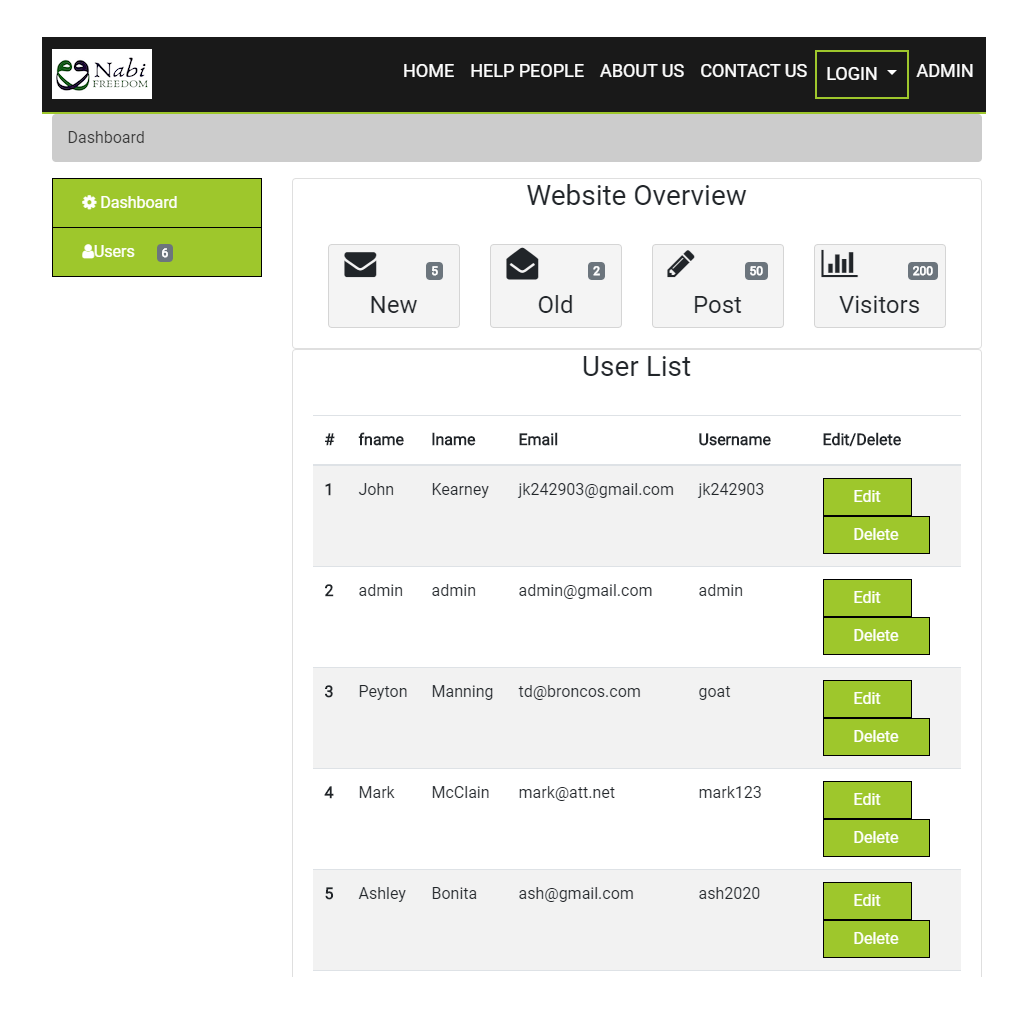 Nabi
FREEDOM
HOME HELP PEOPLE ABOUT US CONTACT US LOGIN ADMIN
Dashboard
Dashboard
Users 6
Website Overview
5 2 50 200
New Old Post Visitors
User List
# fname lname Email Username Edit/Delete
1 John Kearney jk242903@gmail.com jk242903 Edit
Delete
2 admin admin admin@gmail.com admin Edit
Delete
3 Peyton Manning td@broncos.com goat Edit
Delete
4 Mark McClain mark@att.net mark123 Edit
Delete
5 Ashley Bonita ash@gmail.com ash2020 Edit
Delete